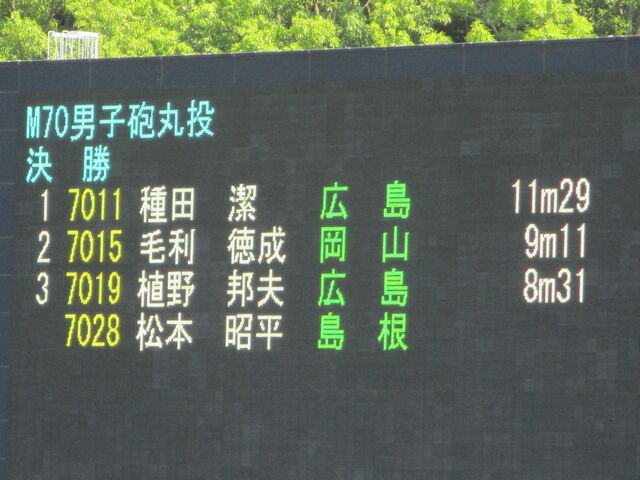 M70男子砲丸投
決 勝
1 7011 種田 潔 広 島 11m29
2 7015 毛利 徳成 岡 山 9m11
3 7019 植野 邦夫 広 島 8m31
7028 松本 昭平 島 根